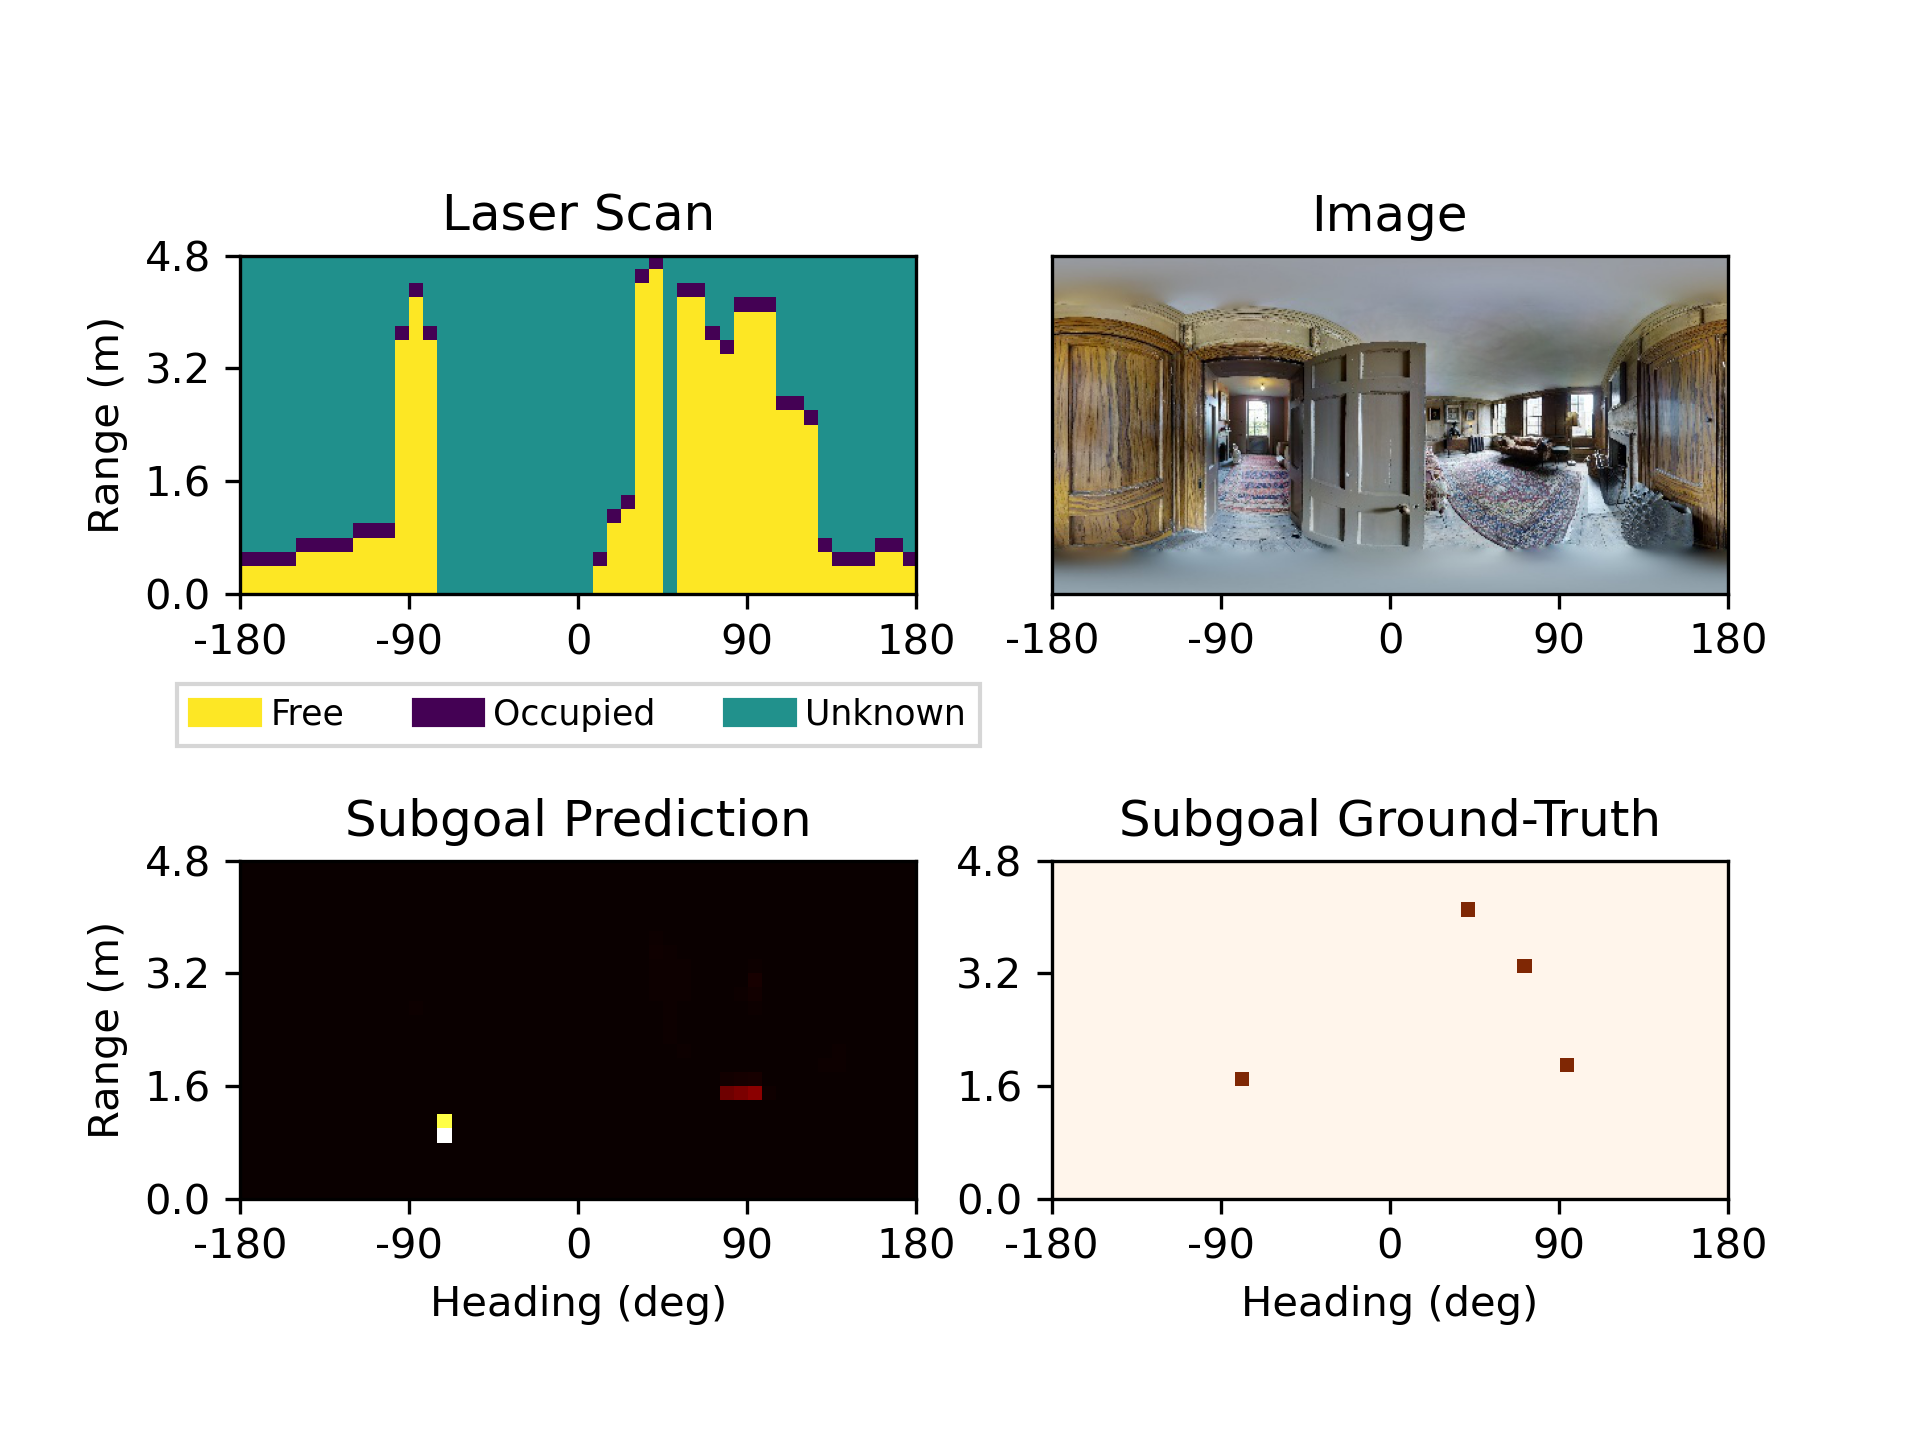 Laser Scan
Range (m)
4.8
3.2
1.6
0.0
-180 -90 0 90 180
Free Occupied Unknown
Image
-180 -90 0 90 180
Subgoal Prediction
Range (m)
4.8
3.2
1.6
0.0
-180 -90 0 90 180
Heading (deg)
Subgoal Ground-Truth
4.8
3.2
1.6
0.0
-180 -90 0 90 180
Heading (deg)